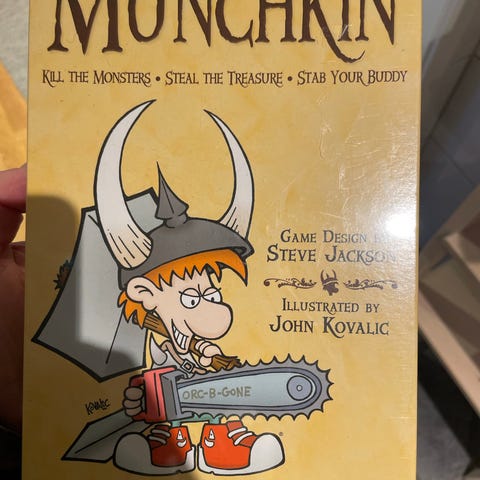 MUNCHKIN
KILL THE MONSTERS • STEAL THE TREASURE • STAB YOUR BUDDY
GAME DESIGN
STEVE JACKSON
ILLUSTRATED BY
JOHN KOVALIC
ORC-B-GONE
KOVALIC